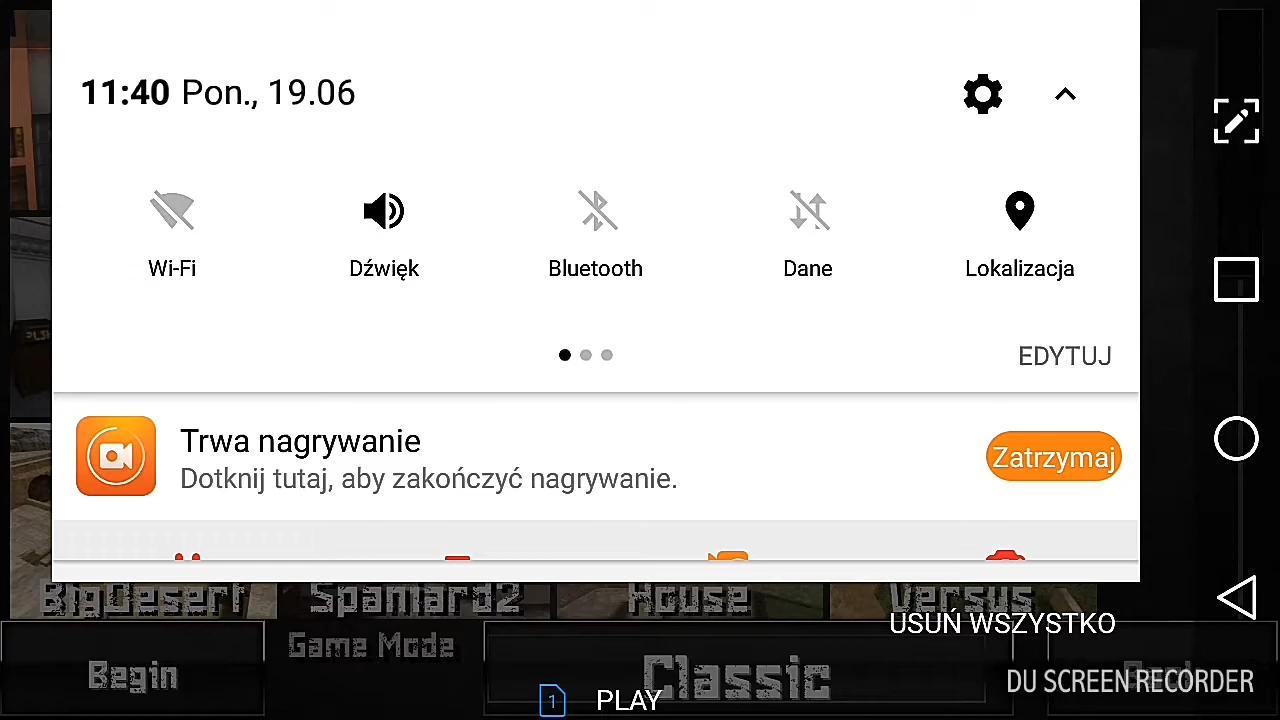 11:40 Pon., 19.06
Wi-Fi
Dźwięk
Bluetooth
Dane
Lokalizacja
EDYTUJ
Trwa nagrywanie
Dotknij tutaj, aby zakończyć nagrywanie.
Zatrzymaj
BigDesert
Spamard2
House
Versus
USUŃ WSZYSTKO
Game Mode
Begin
Classic
DU SCREEN RECORDER
1 PLAY